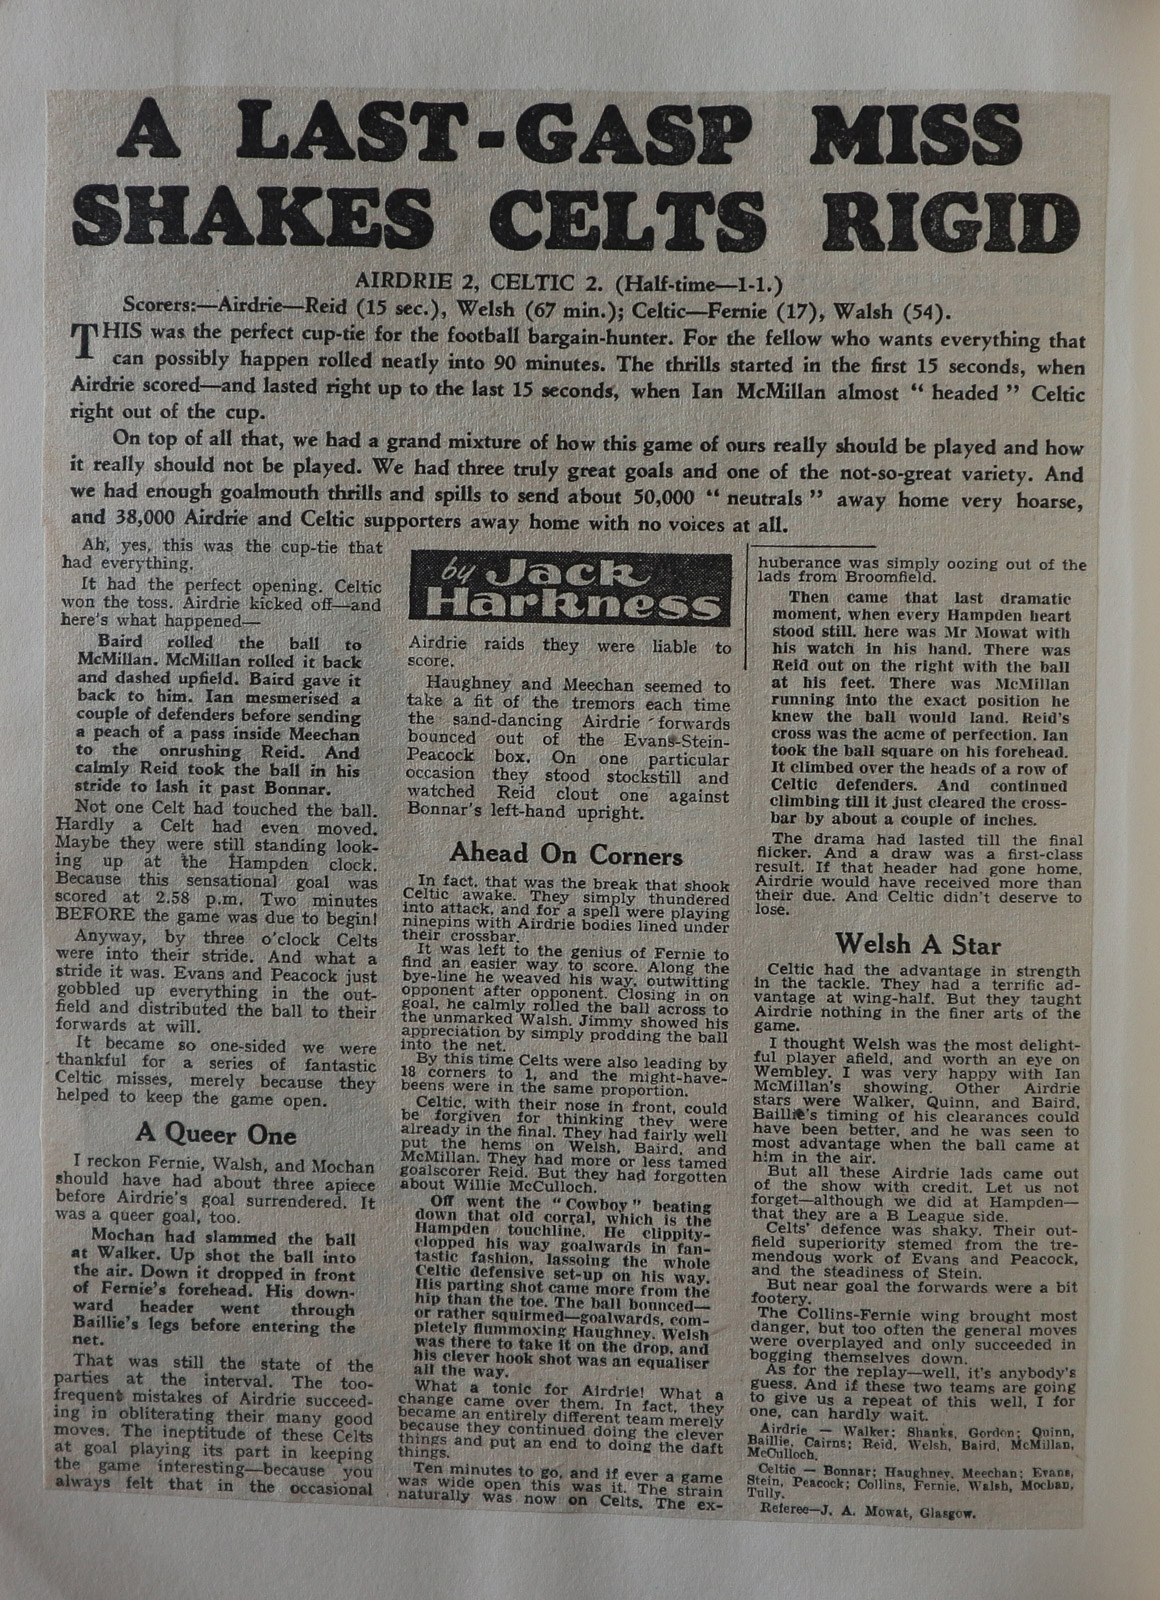 A LAST-GASP MISS
SHAKES CELTS RIGID
AIRDRIE 2, CELTIC 2. (Half-time—1-1.)
Scorers:—Airdrie—Reid (15 sec.), Welsh (67 min.); Celtic—Fernie (17), Walsh (54).
THIS was the perfect cup-tie for the football bargain-hunter. For the fellow who wants everything that
can possibly happen rolled neatly into 90 minutes. The thrills started in the first 15 seconds, when
Airdrie scored—and lasted right up to the last 15 seconds, when Ian McMillan almost “ headed ” Celtic
right out of the cup.
On top of all that, we had a grand mixture of how this game of ours really should be played and how
it really should not be played. We had three truly great goals and one of the not-so-great variety. And
we had enough goalmouth thrills and spills to send about 50,000 “ neutrals ” away home very hoarse,
and 38,000 Airdrie and Celtic supporters away home with no voices at all.
Ah, yes, this was the cup-tie that
had everything.
It had the perfect opening. Celtic
won the toss. Airdrie kicked off—and
here's what happened—
Baird rolled the ball to
McMillan. McMillan rolled it back
and dashed upfield. Baird gave it
back to him. Ian mesmerised a
couple of defenders before sending
a peach of a pass inside Meechan
to the onrushing Reid. And
calmly Reid took the ball in his
stride to lash it past Bonnar.
Not one Celt had touched the ball.
Hardly a Celt had even moved.
Maybe they were still standing look-
ing up at the Hampden clock.
Because this sensational goal was
scored at 2.58 p.m. Two minutes
BEFORE the game was due to begin!
Anyway, by three o'clock Celts
were into their stride. And what a
stride it was. Evans and Peacock just
gobbled up everything in the out-
field and distributed the ball to their
forwards at will.
It became so one-sided we were
thankful for a series of fantastic
Celtic misses, merely because they
helped to keep the game open.
A Queer One
I reckon Fernie, Walsh, and Mochan
should have had about three apiece
before Airdrie's goal surrendered. It
was a queer goal, too.
Mochan had slammed the ball
at Walker. Up shot the ball into
the air. Down it dropped in front
of Fernie's forehead. His down-
ward header went through
Baillie's legs before entering the
net.
That was still the state of the
parties at the interval. The too-
frequent mistakes of Airdrie succeed-
ing in obliterating their many good
moves. The ineptitude of these Celts
at goal playing its part in keeping
the game interesting—because you
always felt that in the occasional
by Jack
Harkness
Airdrie raids they were liable to
score.
Haughney and Meechan seemed to
take a fit of the tremors each time
the sand-dancing Airdrie forwards
bounced out of the Evans-Stein-
Peacock box. On one particular
occasion they stood stockstill and
watched Reid clout one against
Bonnar's left-hand upright.
Ahead On Corners
In fact, that was the break that shook
Celtic awake. They simply thundered
into attack, and for a spell were playing
ninepins with Airdrie bodies lined under
their crossbar.
It was left to the genius of Fernie to
find an easier way to score. Along the
bye-line he weaved his way, outwitting
opponent after opponent. Closing in on
goal, he calmly rolled the ball across to
the unmarked Walsh. Jimmy showed his
appreciation by simply prodding the ball
into the net.
By this time Celts were also leading by
18 corners to 1, and the might-have-
beens were in the same proportion.
Celtic, with their nose in front, could
be forgiven for thinking they were
already in the final. They had fairly well
put the hems on Welsh, Baird, and
McMillan. They had more or less tamed
goalscorer Reid. But they had forgotten
about Willie McCulloch.
Off went the “ Cowboy ” beating
down that old corral, which is the
Hampden touchline. He clippity-
clopped his way goalwards in fan-
tastic fashion, lassoing the whole
Celtic defensive set-up on his way.
His parting shot came more from the
hip than the toe. The ball bounced—
or rather squirmed—goalwards, com-
pletely flummoxing Haughney. Welsh
was there to take it on the drop, and
his clever hook shot was an equaliser
all the way.
What a tonic for Airdrie! What a
change came over them. In fact, they
became an entirely different team merely
because they continued doing the clever
things and put an end to doing the daft
things.
Ten minutes to go, and if ever a game
was wide open this was it. The strain
naturally was now on Celts. The ex-
huberance was simply oozing out of the
lads from Broomfield.
Then came that last dramatic
moment, when every Hampden heart
stood still. here was Mr Mowat with
his watch in his hand. There was
Reid out on the right with the ball
at his feet. There was McMillan
running into the exact position he
knew the ball would land. Reid's
cross was the acme of perfection. Ian
took the ball square on his forehead.
It climbed over the heads of a row of
Celtic defenders. And continued
climbing till it just cleared the cross-
bar by about a couple of inches.
The drama had lasted till the final
flicker. And a draw was a first-class
result. If that header had gone home,
Airdrie would have received more than
their due. And Celtic didn't deserve to
lose.
Welsh A Star
Celtic had the advantage in strength
in the tackle. They had a terrific ad-
vantage at wing-half. But they taught
Airdrie nothing in the finer arts of the
game.
I thought Welsh was the most delight-
ful player afield, and worth an eye on
Wembley. I was very happy with Ian
McMillan's showing. Other Airdrie
stars were Walker, Quinn, and Baird.
Baillie's timing of his clearances could
have been better, and he was seen to
most advantage when the ball came at
him in the air.
But all these Airdrie lads came out
of the show with credit. Let us not
forget—although we did at Hampden—
that they are a B League side.
Celts' defence was shaky. Their out-
field superiority stemmed from the tre-
mendous work of Evans and Peacock,
and the steadiness of Stein.
But near goal the forwards were a bit
footery.
The Collins-Fernie wing brought most
danger, but too often the general moves
were overplayed and only succeeded in
bogging themselves down.
As for the replay—well, it's anybody's
guess. And if these two teams are going
to give us a repeat of this well, I for
one, can hardly wait.
Airdrie — Walker; Shanks, Gordon; Quinn,
Baillie, Cairns; Reid, Welsh, Baird, McMillan,
McCulloch.
Celtic — Bonnar; Haughney, Meechan; Evans,
Stein, Peacock; Collins, Fernie, Walsh, Mochan,
Tully.
Referee—J. A. Mowat, Glasgow.